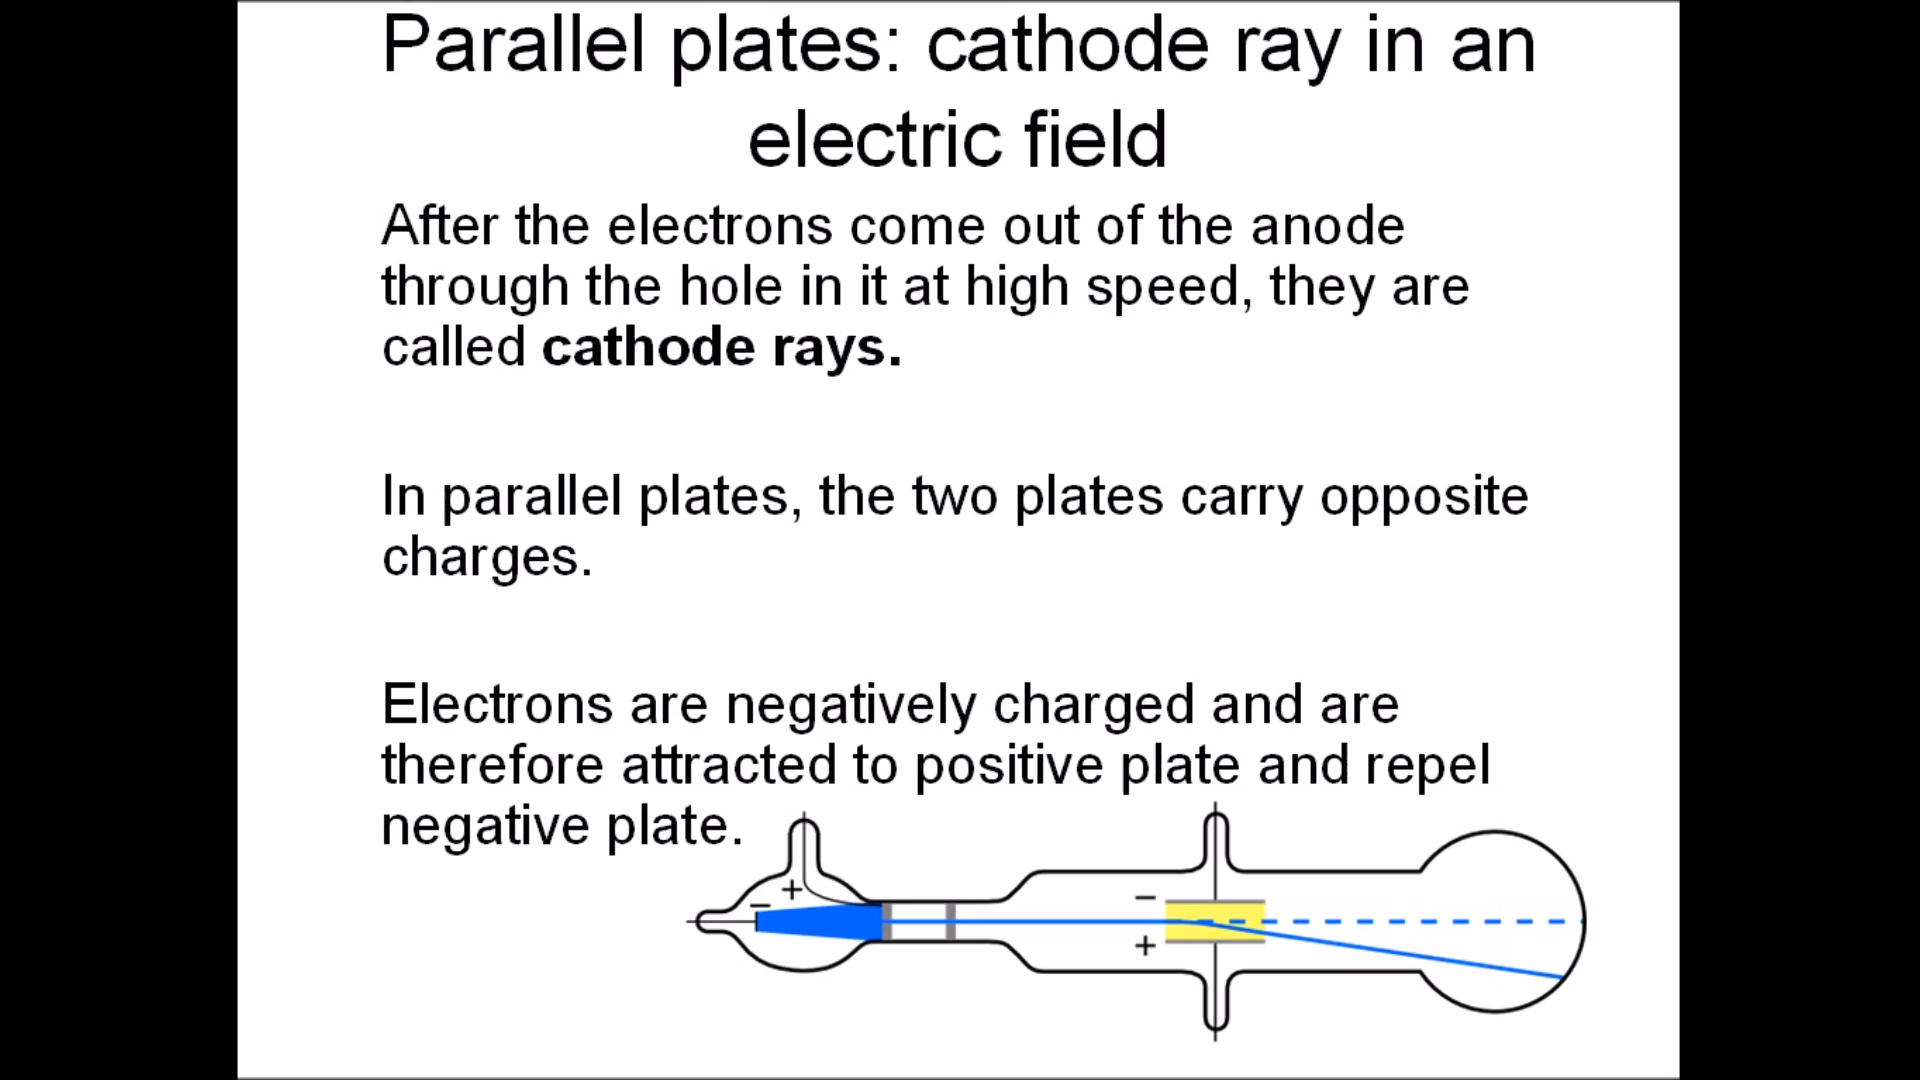 Parallel plates: cathode ray in an
electric field
After the electrons come out of the anode
through the hole in it at high speed, they are
called cathode rays.
In parallel plates, the two plates carry opposite
charges.
Electrons are negatively charged and are
therefore attracted to positive plate and repel
negative plate.
+
−
−
+